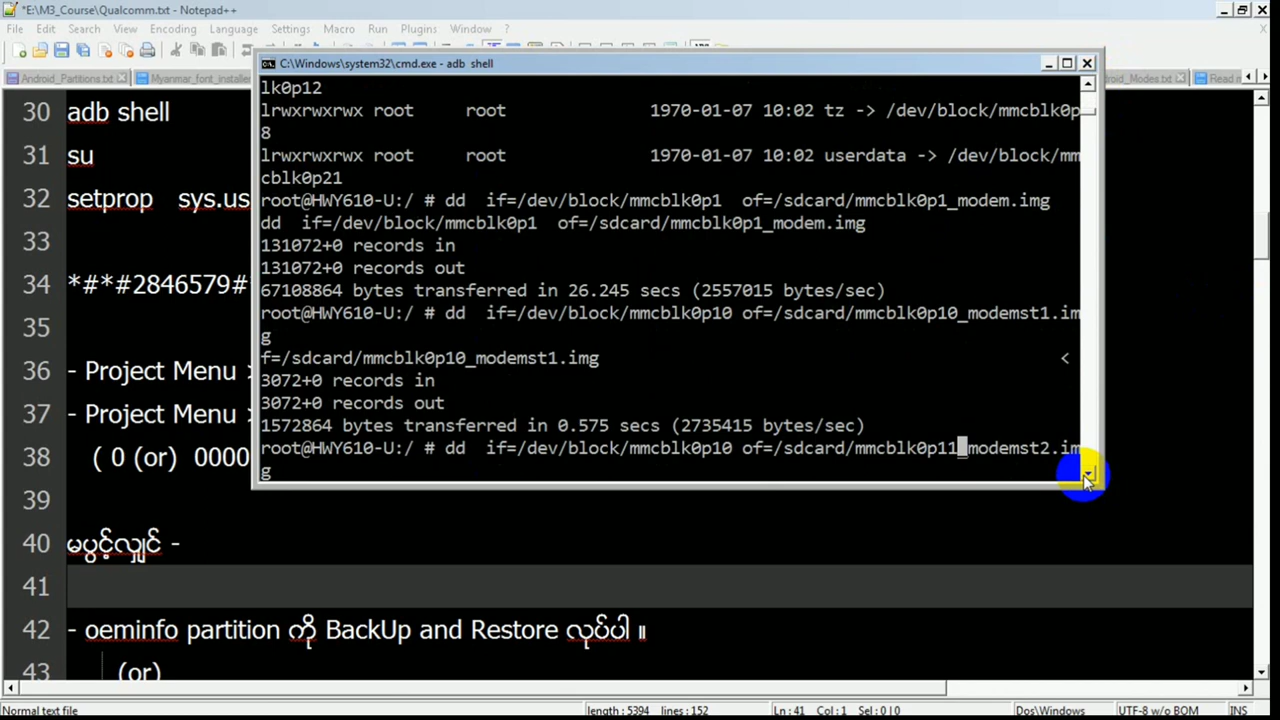 *E:\M3_Course\Qualcomm.txt - Notepad++
File Edit Search View Encoding Language Settings Macro Run Plugins Window ?
Android_Partitions.txt Myanmar_font_installer
Read m
C:\Windows\system32\cmd.exe - adb shell
lk0p12
lrwxrwxrwx root root 1970-01-07 10:02 tz -> /dev/block/mmcblk0p
8
lrwxrwxrwx root root 1970-01-07 10:02 userdata -> /dev/block/mm
cblk0p21
root@HWY610-U:/ # dd if=/dev/block/mmcblk0p1 of=/sdcard/mmcblk0p1_modem.img
dd if=/dev/block/mmcblk0p1 of=/sdcard/mmcblk0p1_modem.img
131072+0 records in
131072+0 records out
67108864 bytes transferred in 26.245 secs (2557015 bytes/sec)
root@HWY610-U:/ # dd if=/dev/block/mmcblk0p10 of=/sdcard/mmcblk0p10_modemst1.im
g
f=/sdcard/mmcblk0p10_modemst1.img <
3072+0 records in
3072+0 records out
1572864 bytes transferred in 0.575 secs (2735415 bytes/sec)
root@HWY610-U:/ # dd if=/dev/block/mmcblk0p10 of=/sdcard/mmcblk0p11_modemst2.im
g
30 adb shell
31 su
32 setprop sys.us
33
34 *#*#2846579#
35
36 - Project Menu >
37 - Project Menu >
38 ( 0 (or) 0000
39
40 မပွင့်လျှင် -
41
42 - oeminfo partition ကို BackUp and Restore လုပ်ပါ ။
43 (or)
Normal text file length : 5394 lines : 152 Ln : 41 Col : 1 Sel : 0 | 0 Dos\Windows UTF-8 w/o BOM INS